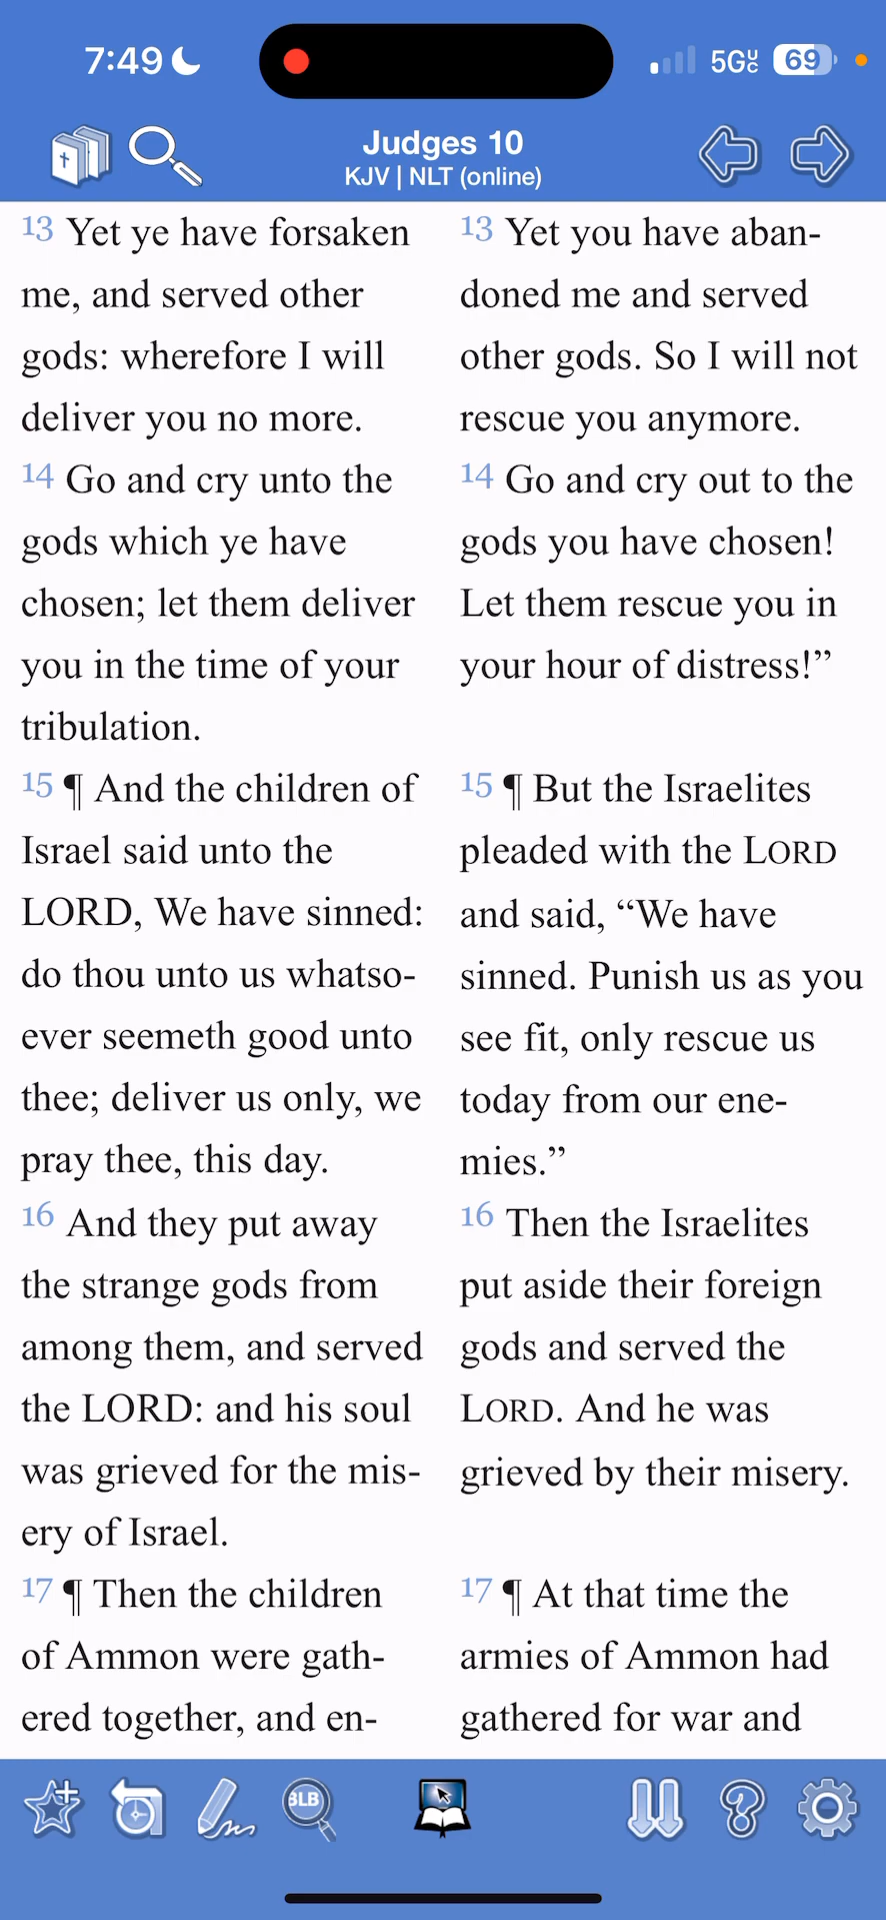 7:49
5G UC
69
Judges 10
KJV | NLT (online)
13 Yet ye have forsaken
me, and served other
gods: wherefore I will
deliver you no more.
14 Go and cry unto the
gods which ye have
chosen; let them deliver
you in the time of your
tribulation.
15 ¶ And the children of
Israel said unto the
LORD, We have sinned:
do thou unto us whatso-
ever seemeth good unto
thee; deliver us only, we
pray thee, this day.
16 And they put away
the strange gods from
among them, and served
the LORD: and his soul
was grieved for the mis-
ery of Israel.
17 ¶ Then the children
of Ammon were gath-
ered together, and en-
13 Yet you have aban-
doned me and served
other gods. So I will not
rescue you anymore.
14 Go and cry out to the
gods you have chosen!
Let them rescue you in
your hour of distress!”
15 ¶ But the Israelites
pleaded with the LORD
and said, “We have
sinned. Punish us as you
see fit, only rescue us
today from our ene-
mies.”
16 Then the Israelites
put aside their foreign
gods and served the
LORD. And he was
grieved by their misery.
17 ¶ At that time the
armies of Ammon had
gathered for war and
BLB